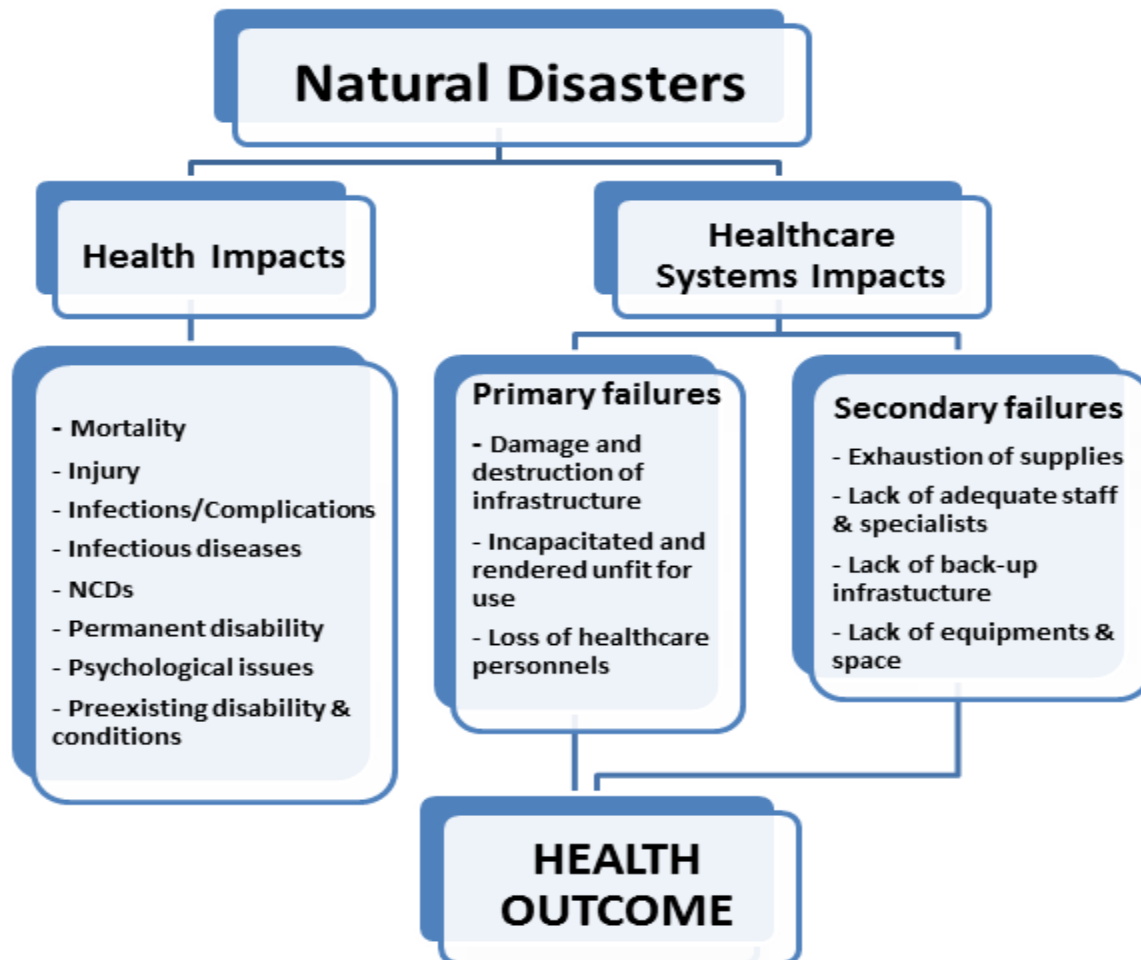 Natural Disasters
Health Impacts
Healthcare
Systems Impacts
- Mortality
- Injury
- Infections/Complications
- Infectious diseases
- NCDs
- Permanent disability
- Psychological issues
- Preexisting disability &
conditions
Primary failures
- Damage and
destruction of
infrastructure
- Incapacitated and
rendered unfit for
use
- Loss of healthcare
personnels
Secondary failures
- Exhaustion of supplies
- Lack of adequate staff
& specialists
- Lack of back-up
infrastucture
- Lack of equipments &
space
HEALTH
OUTCOME